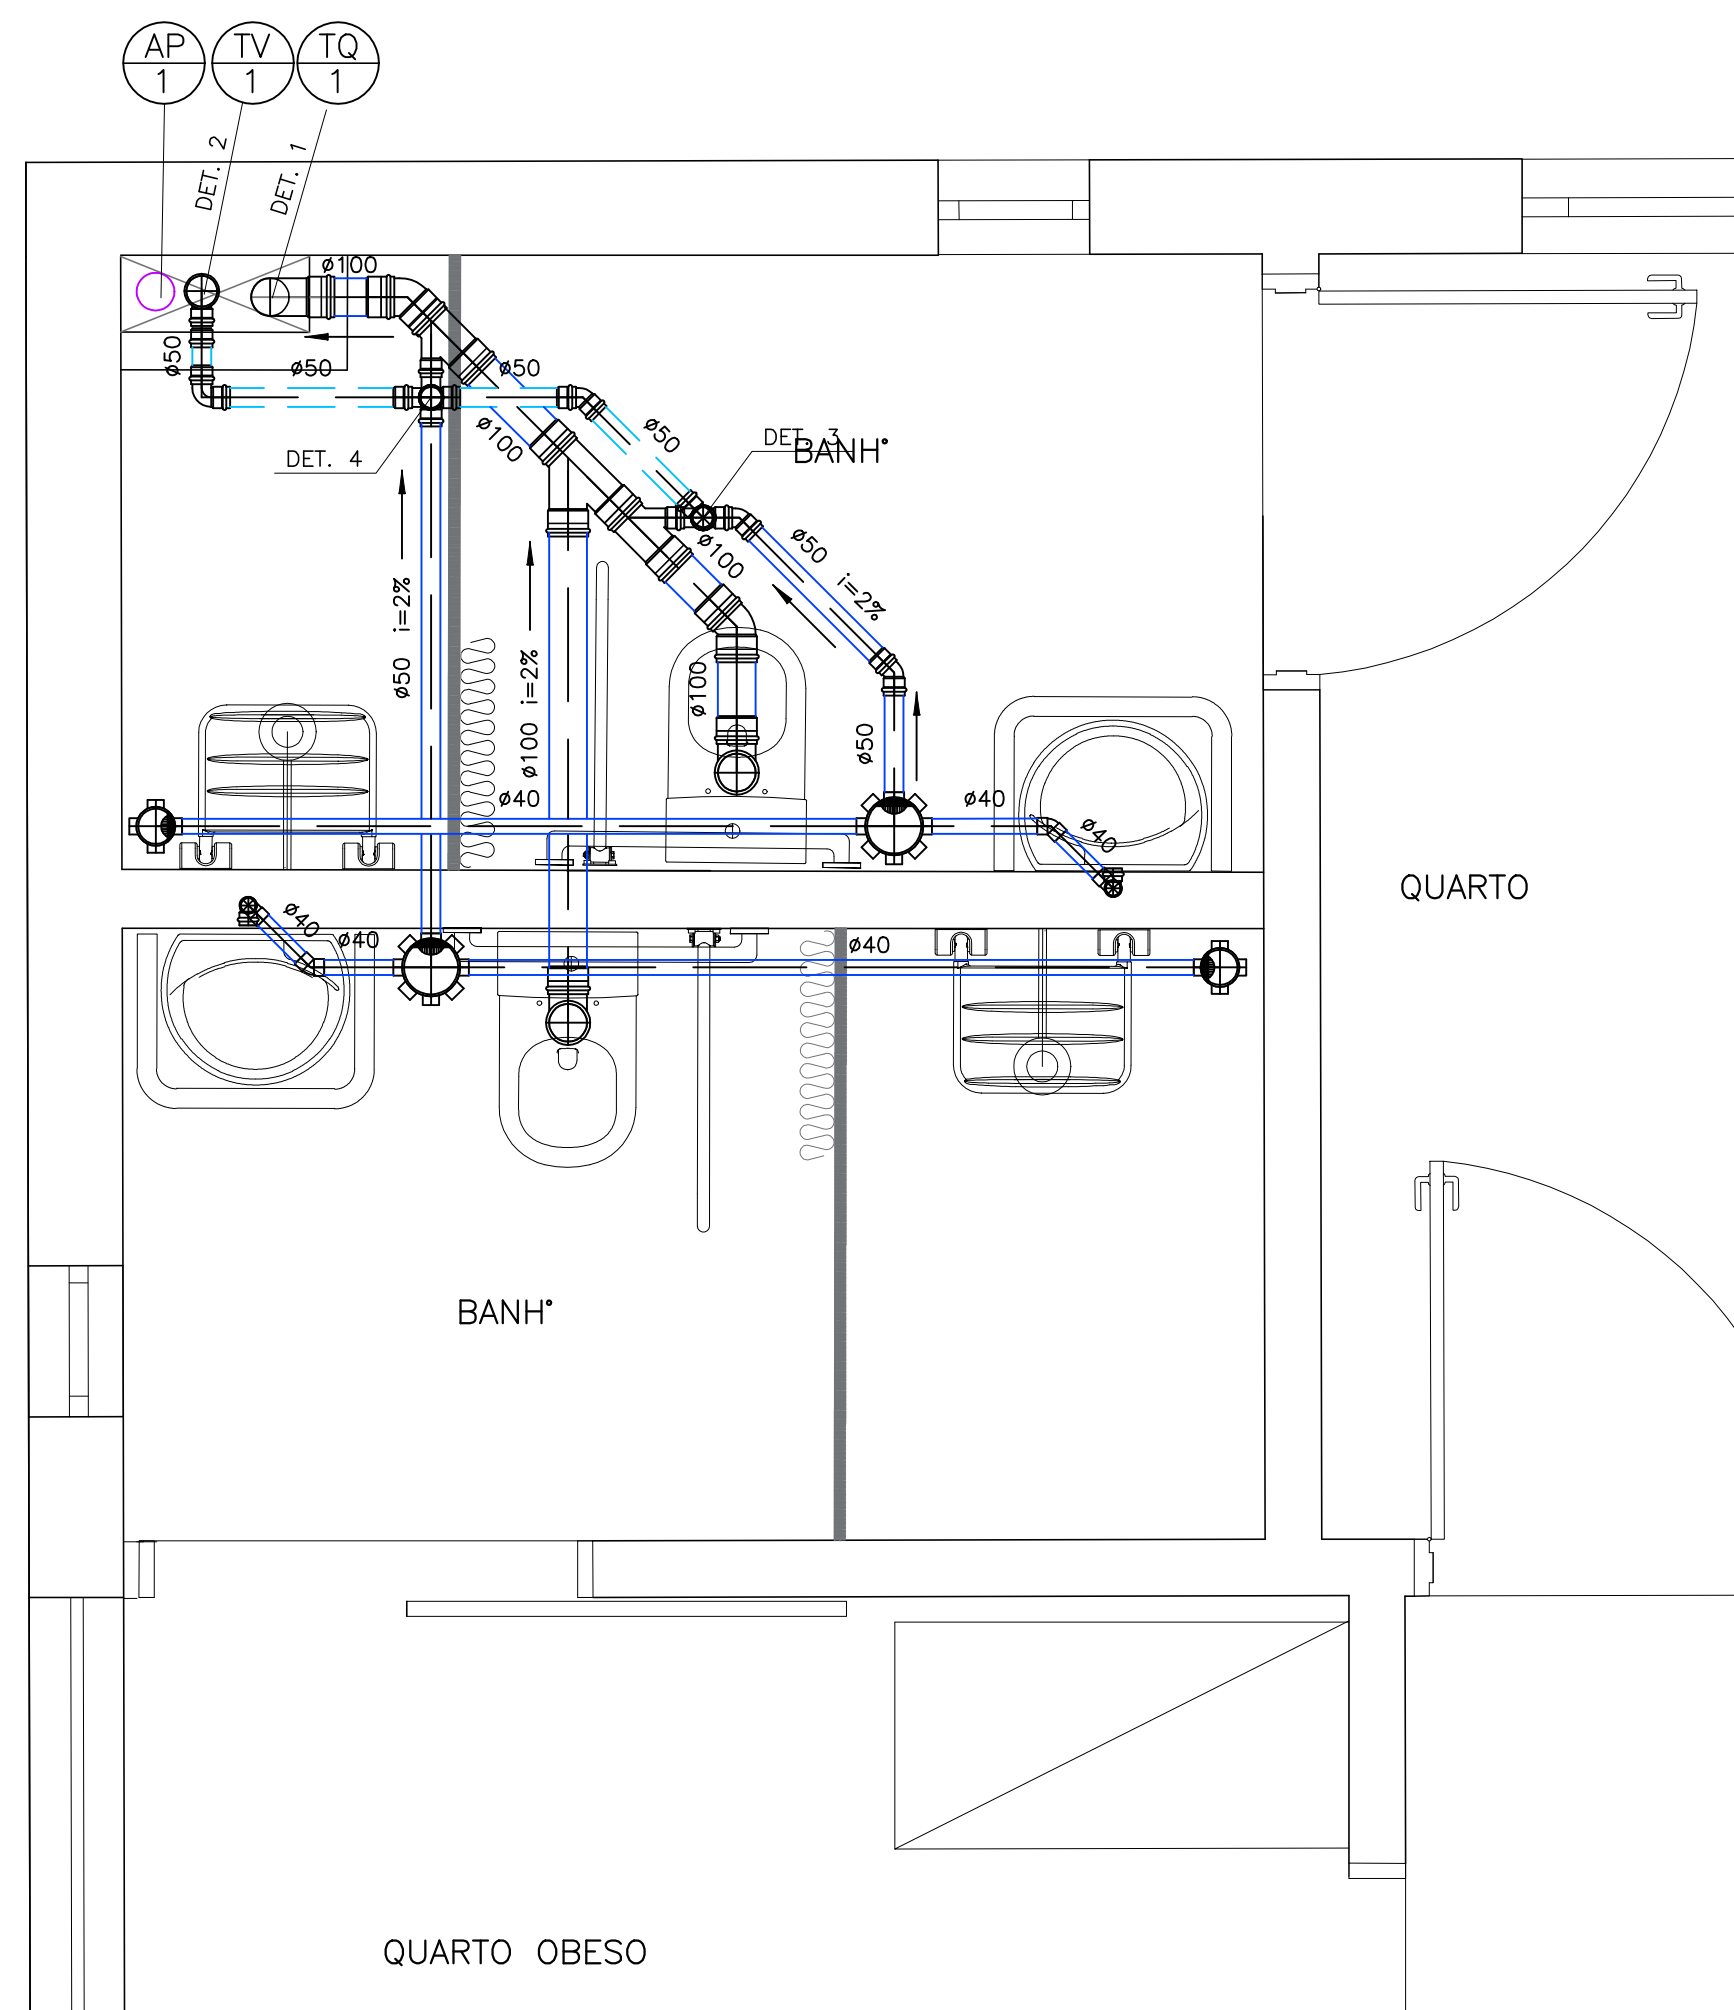 AP
1
TV
1
TQ
1
DET. 2
DET. 1
ø100
ø50
ø50
ø50
ø100
ø50
DET. 3
BANH°
DET. 4
ø100
ø50 i=2%
ø50 i=2%
ø100 i=2%
ø100
ø50
ø40
ø40
ø40
QUARTO
ø40
ø40
ø40
BANH°
QUARTO OBESO